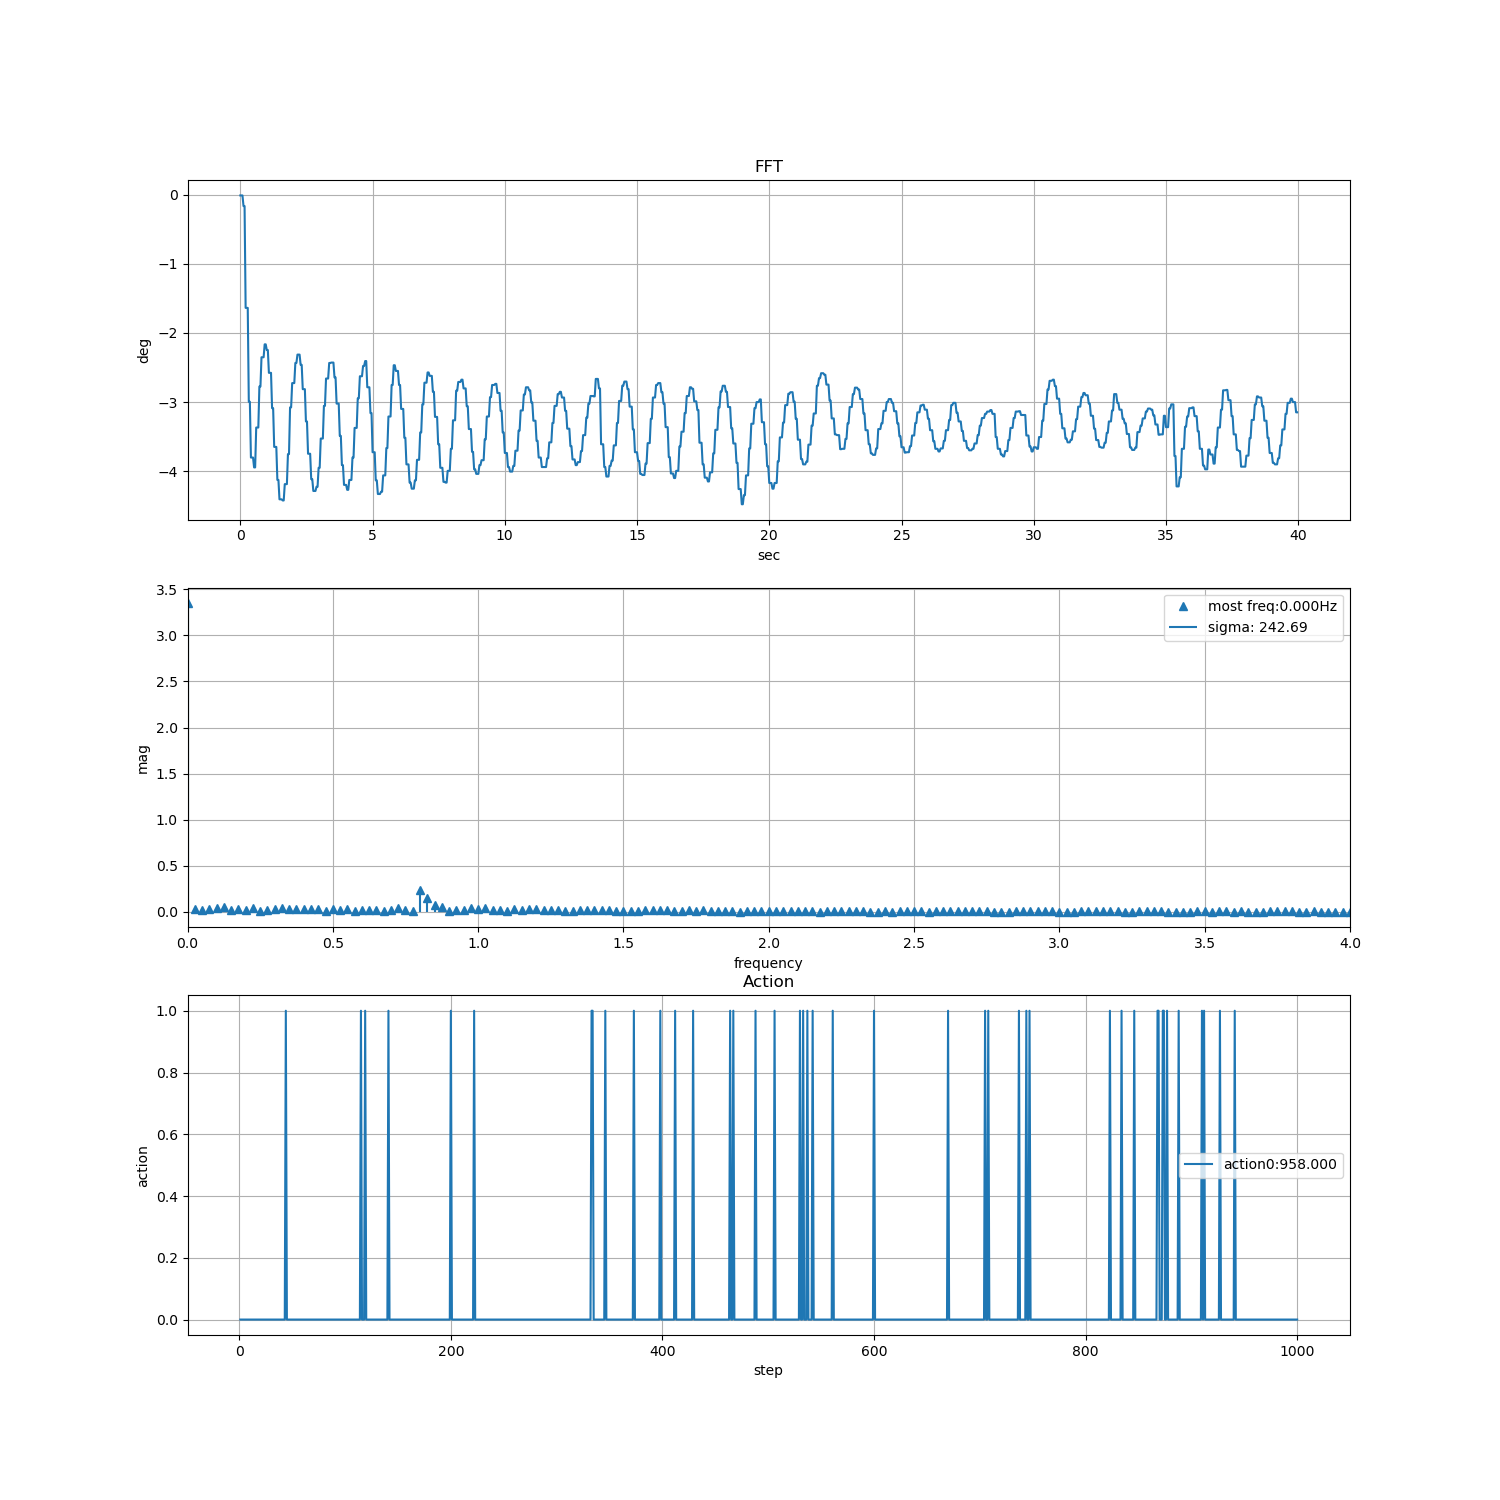 FFT
0
−1
−2
−3
−4
deg
0 5 10 15 20 25 30 35 40
sec
3.5
3.0
2.5
2.0
1.5
1.0
0.5
0.0
mag
most freq:0.000Hz
sigma: 242.69
0.0 0.5 1.0 1.5 2.0 2.5 3.0 3.5 4.0
frequency
Action
1.0
0.8
0.6
0.4
0.2
0.0
action
action0:958.000
0 200 400 600 800 1000
step